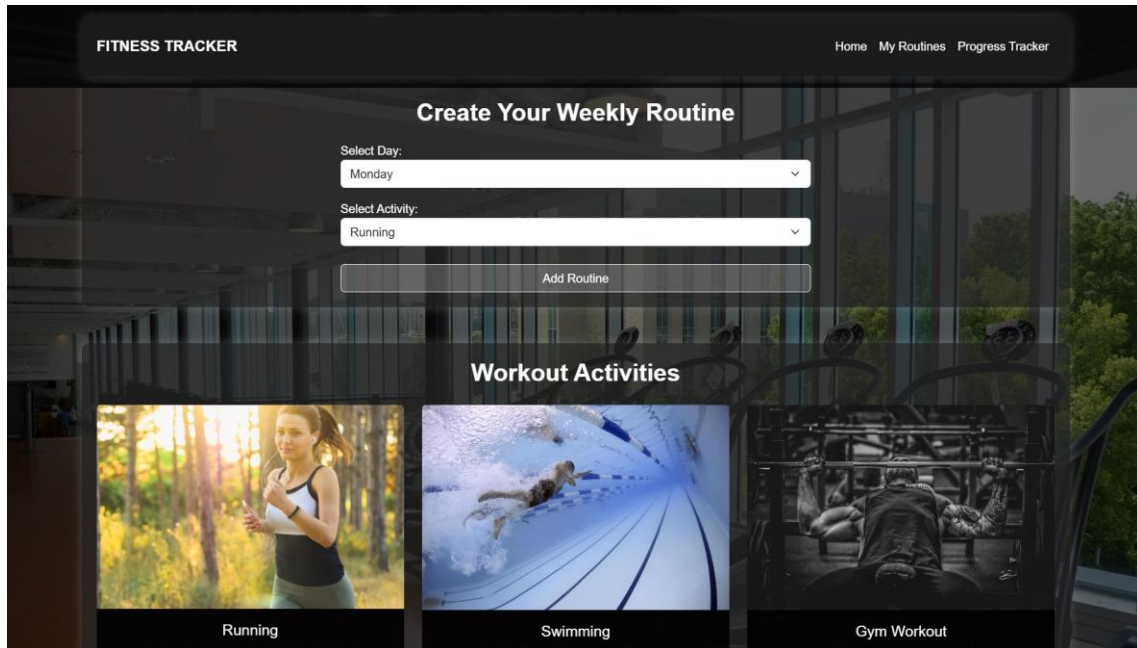 FITNESS TRACKER
Home My Routines Progress Tracker
Create Your Weekly Routine
Select Day:
Monday
Select Activity:
Running
Add Routine
Workout Activities
Running
Swimming
Gym Workout